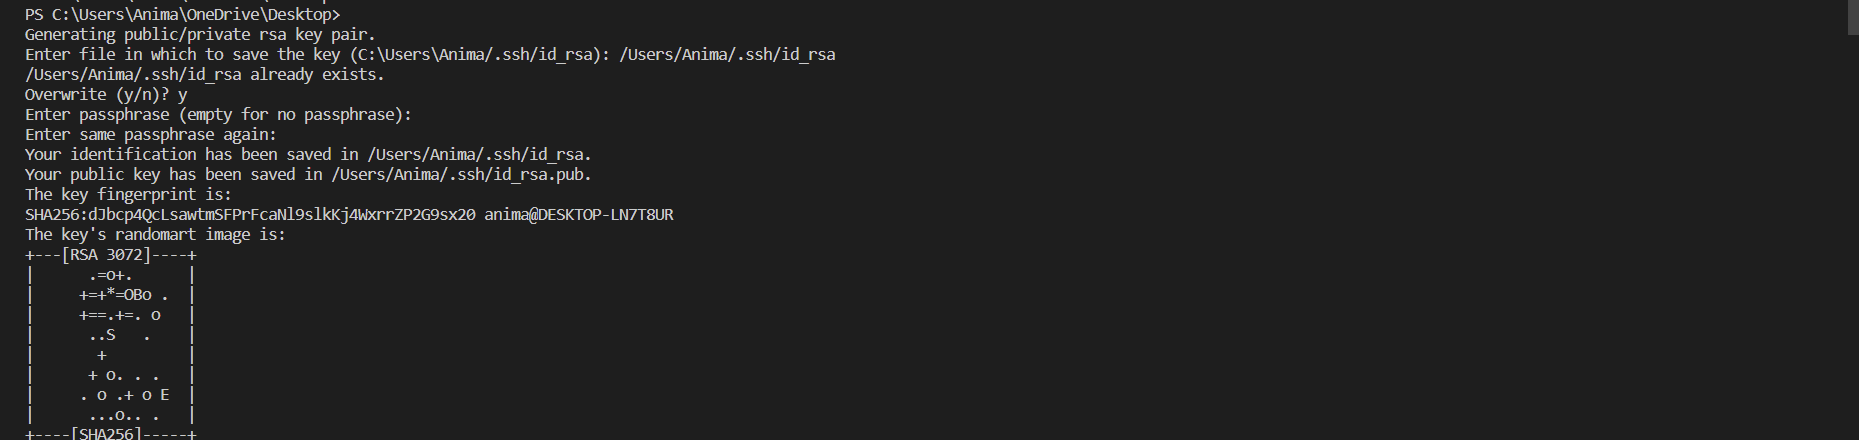 PS C:\Users\Anima\OneDrive\Desktop>
Generating public/private rsa key pair.
Enter file in which to save the key (C:\Users\Anima/.ssh/id_rsa): /Users/Anima/.ssh/id_rsa
/Users/Anima/.ssh/id_rsa already exists.
Overwrite (y/n)? y
Enter passphrase (empty for no passphrase):
Enter same passphrase again:
Your identification has been saved in /Users/Anima/.ssh/id_rsa.
Your public key has been saved in /Users/Anima/.ssh/id_rsa.pub.
The key fingerprint is:
SHA256:dJbcp4QcLsawtmSFPrFcaNl9slkKj4WxrrZP2G9sx20 anima@DESKTOP-LN7T8UR
The key's randomart image is:
+---[RSA 3072]----+
|      .=o+.      |
|     +=+*=OBo .  |
|     +==.+=. o   |
|      ..S   .    |
|       +         |
|      + o. . .   |
|     . o .+ o E  |
|      ...o.. .   |
+----[SHA256]-----+